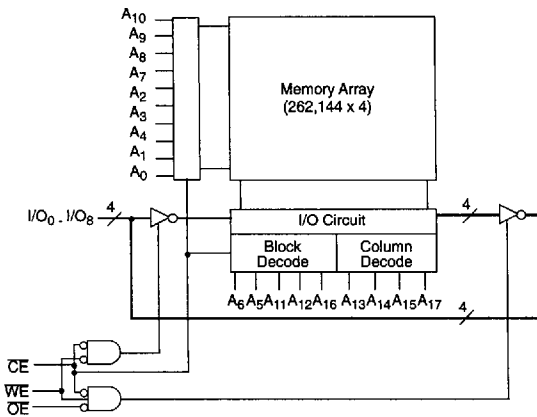 A10
A9
A8
A7
A2
A3
A4
A1
A0
Memory Array
(262,144 x 4)
I/O0 - I/O8
4
4
I/O Circuit
Block
Decode
Column
Decode
A6 A5 A11 A12 A16 A13 A14 A15 A17
4
CE
WE
OE